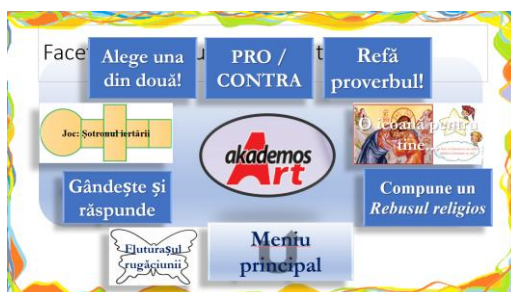 Face
Alege una
din două!
PRO /
CONTRA
Refă
proverbul!
Joc: Șotronul iertării
akademos
Art
O icoană pentru
tine...
Gândește și
răspunde
Compune un
Rebusul religios
Fluturașul
rugăciunii
Meniu
principal